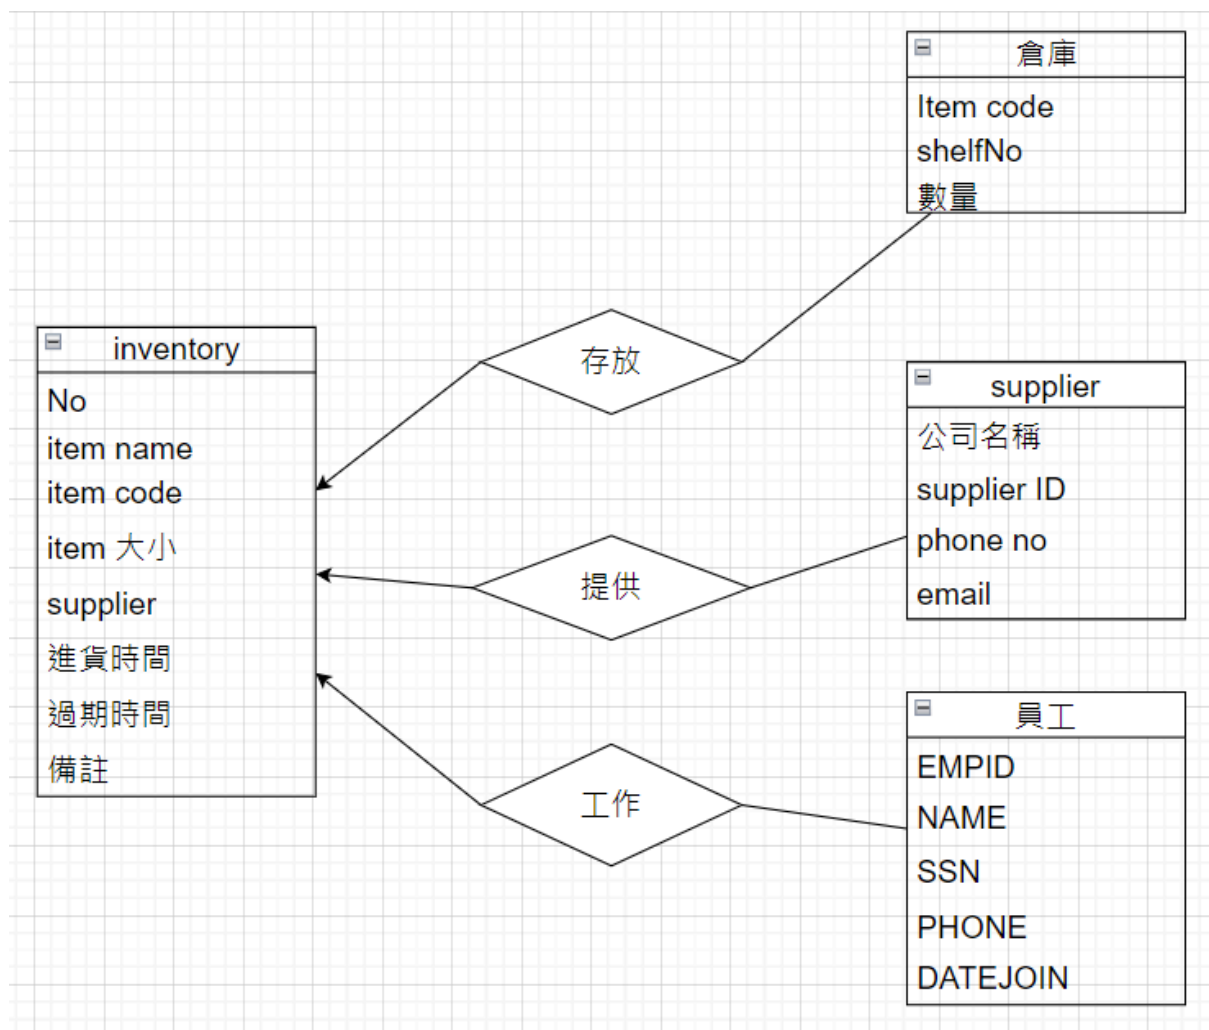 倉庫
Item code
shelfNo
數量
存放
inventory
No
item name
item code
item 大小
supplier
進貨時間
過期時間
備註
supplier
公司名稱
supplier ID
phone no
email
提供
員工
EMPID
NAME
SSN
PHONE
DATEJOIN
工作